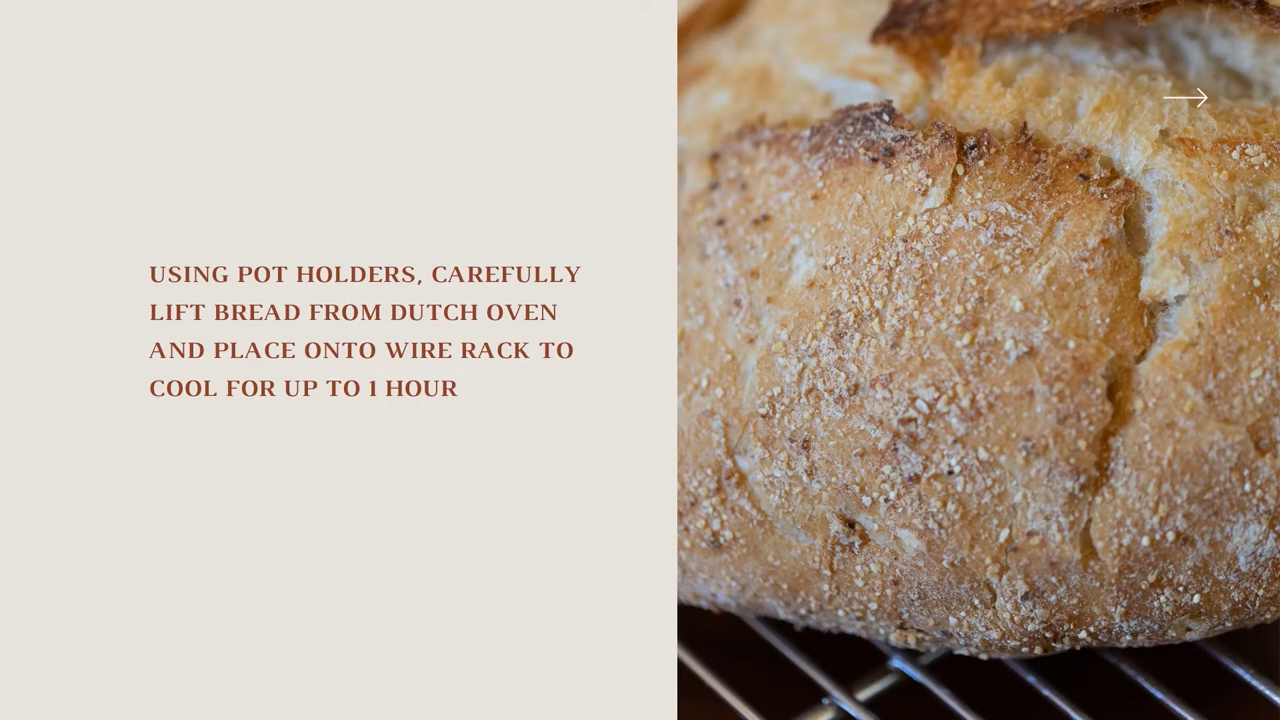 USING POT HOLDERS, CAREFULLY
LIFT BREAD FROM DUTCH OVEN
AND PLACE ONTO WIRE RACK TO
COOL FOR UP TO 1 HOUR